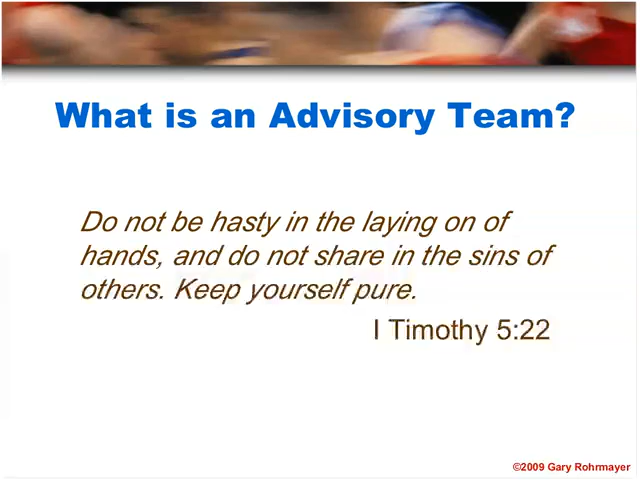 What is an Advisory Team?
Do not be hasty in the laying on of
hands, and do not share in the sins of
others. Keep yourself pure.
I Timothy 5:22
©2009 Gary Rohrmayer